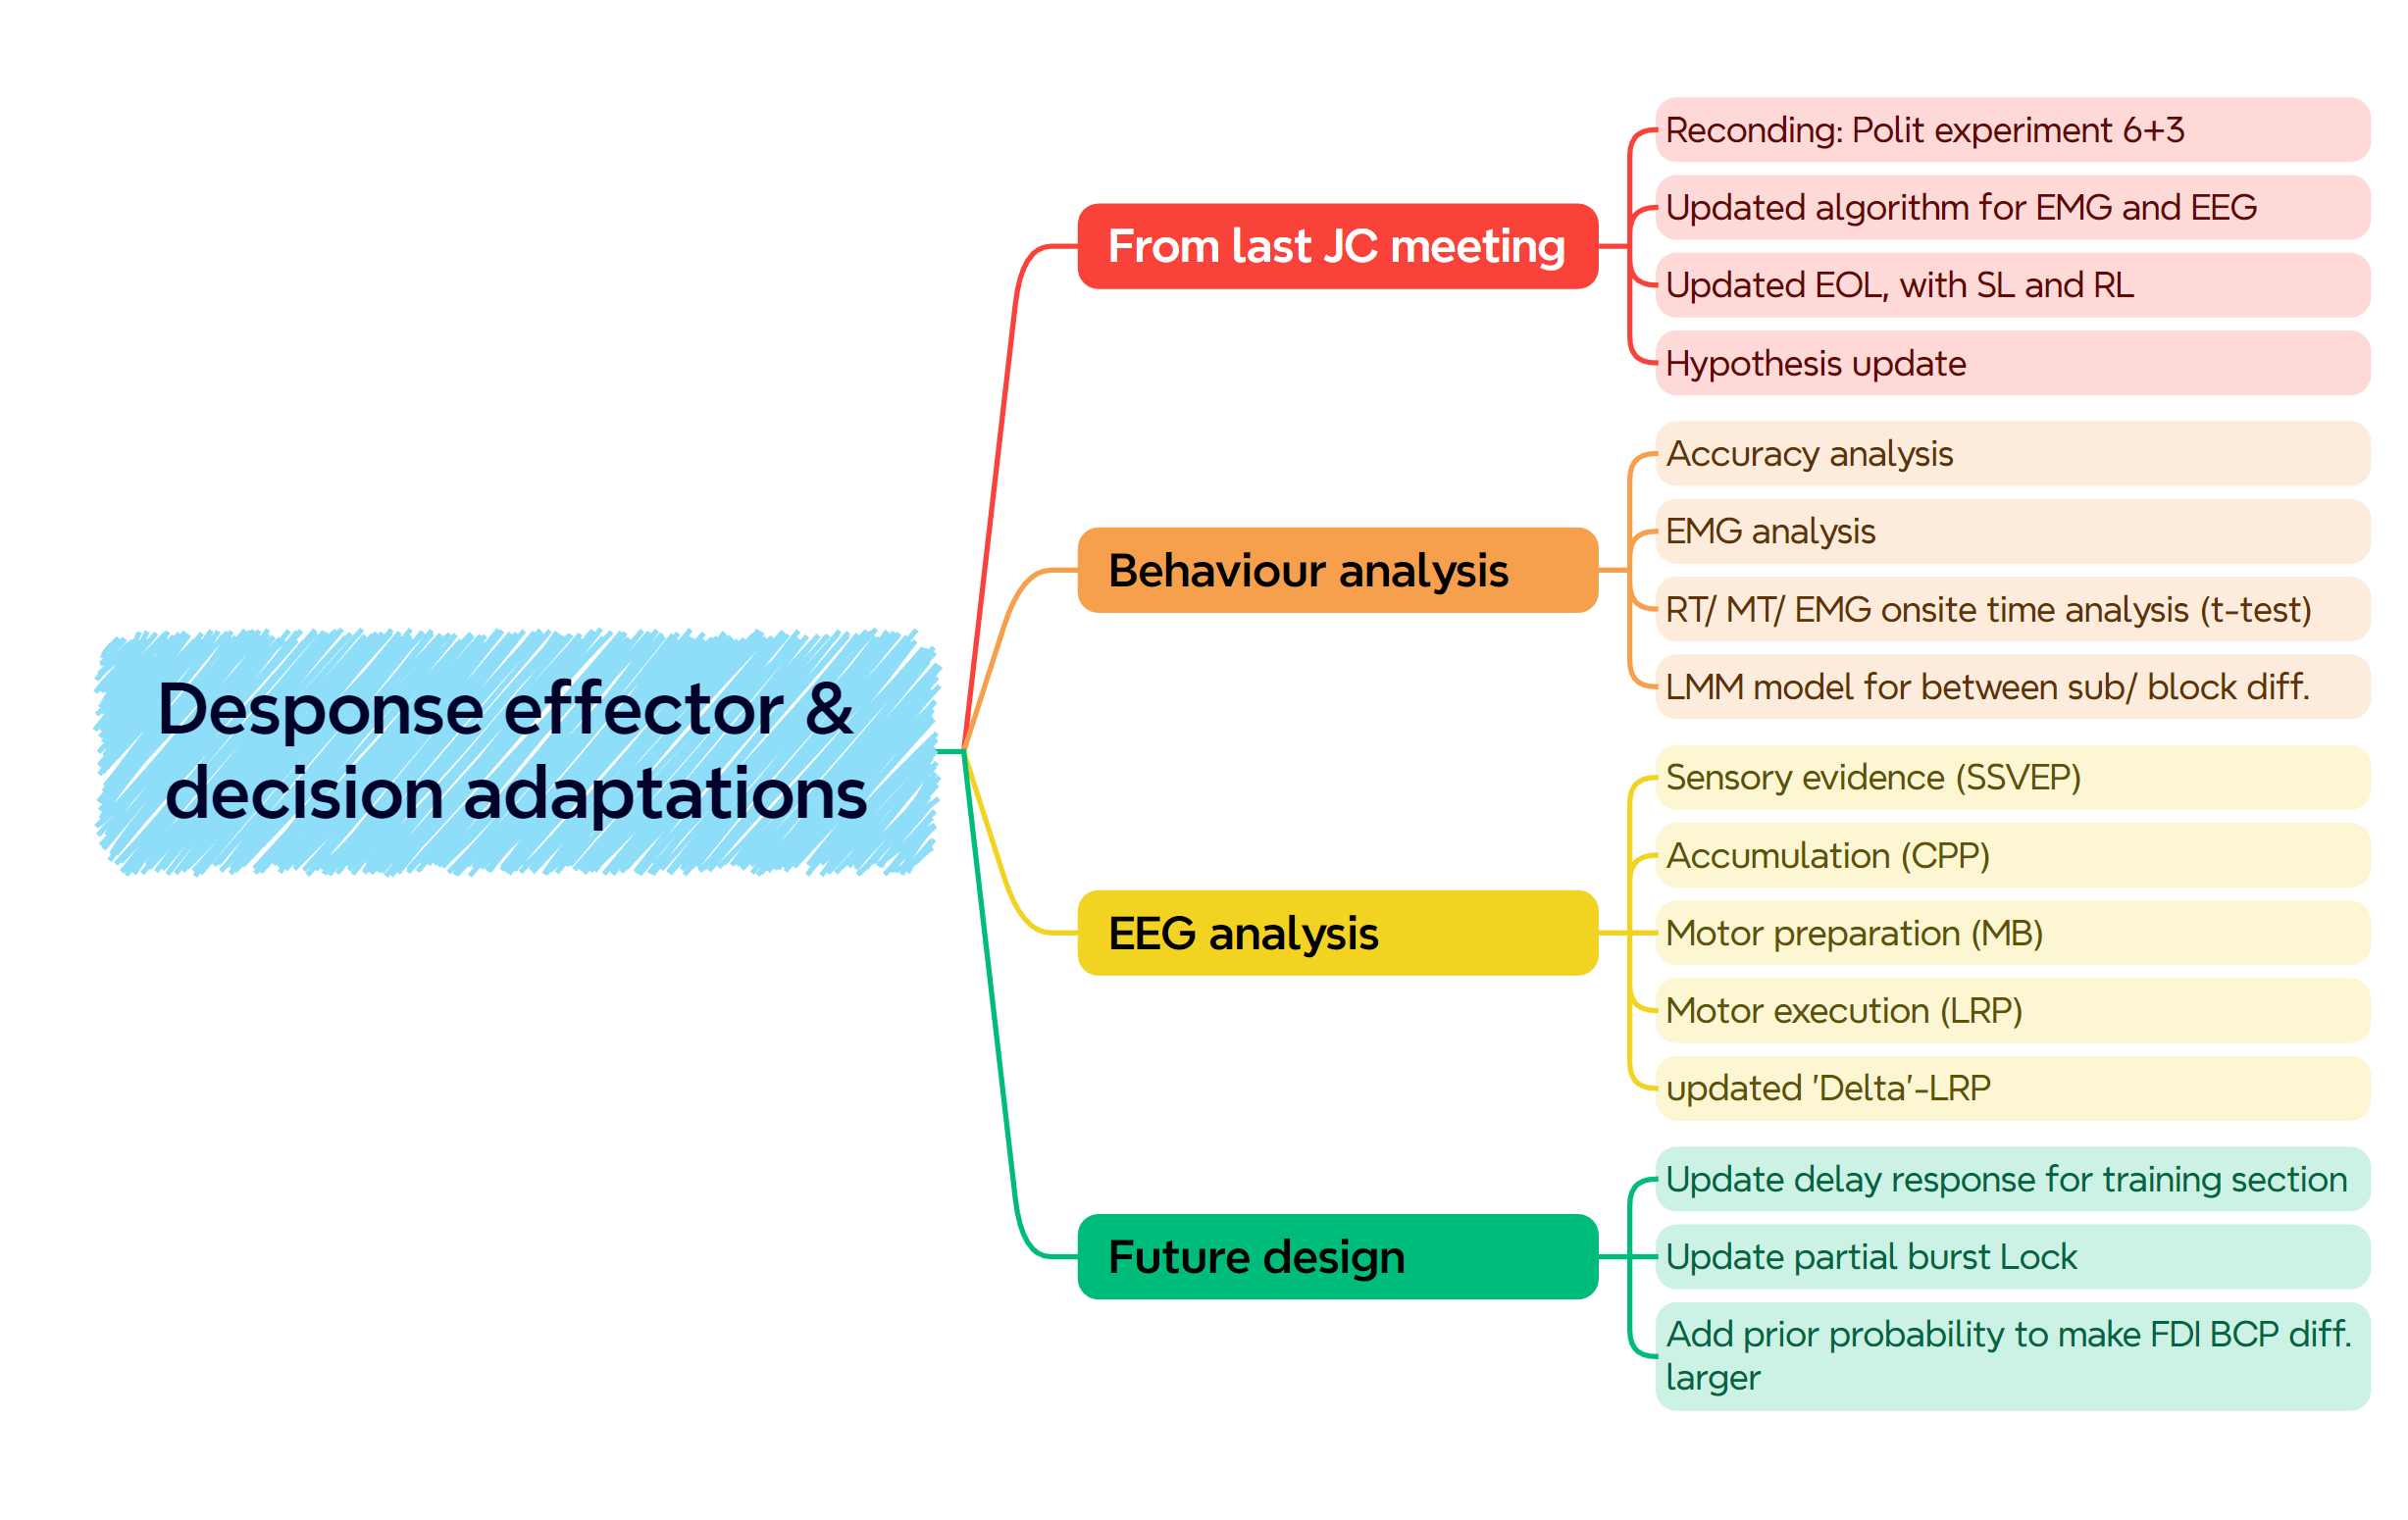 Desponse effector &
decision adaptations
From last JC meeting
Reconding: Polit experiment 6+3
Updated algorithm for EMG and EEG
Updated EOL, with SL and RL
Hypothesis update
Behaviour analysis
Accuracy analysis
EMG analysis
RT/ MT/ EMG onsite time analysis (t-test)
LMM model for between sub/ block diff.
EEG analysis
Sensory evidence (SSVEP)
Accumulation (CPP)
Motor preparation (MB)
Motor execution (LRP)
updated 'Delta'-LRP
Future design
Update delay response for training section
Update partial burst Lock
Add prior probability to make FDI BCP diff.
larger